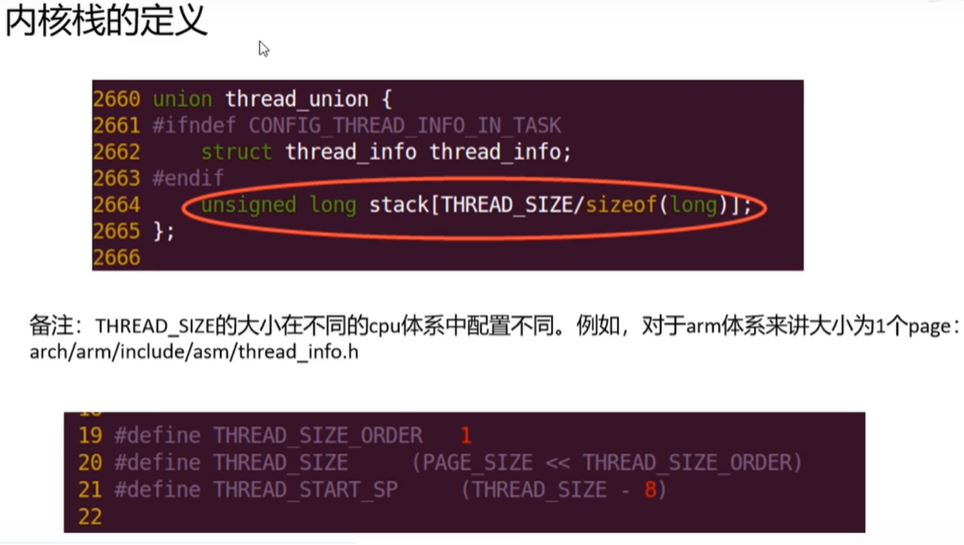 内核栈的定义
2660 union thread_union {
2661 #ifndef CONFIG_THREAD_INFO_IN_TASK
2662     struct thread_info thread_info;
2663 #endif
2664     unsigned long stack[THREAD_SIZE/sizeof(long)];
2665 };
2666
备注：THREAD_SIZE的大小在不同的cpu体系中配置不同。例如，对于arm体系来讲大小为1个page：
arch/arm/include/asm/thread_info.h
19 #define THREAD_SIZE_ORDER   1
20 #define THREAD_SIZE     (PAGE_SIZE << THREAD_SIZE_ORDER)
21 #define THREAD_START_SP     (THREAD_SIZE - 8)
22